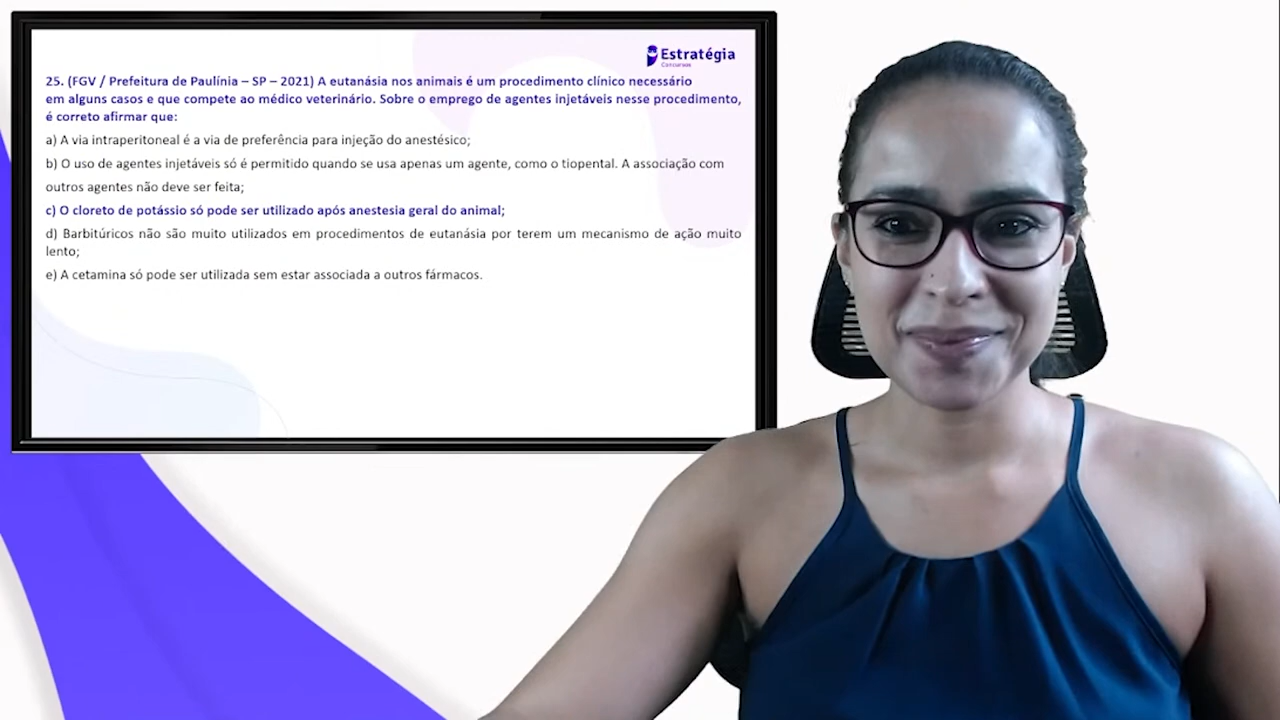 Estratégia
Concursos
25. (FGV / Prefeitura de Paulínia – SP – 2021) A eutanásia nos animais é um procedimento clínico necessário
em alguns casos e que compete ao médico veterinário. Sobre o emprego de agentes injetáveis nesse procedimento,
é correto afirmar que:
a) A via intraperitoneal é a via de preferência para injeção do anestésico;
b) O uso de agentes injetáveis só é permitido quando se usa apenas um agente, como o tiopental. A associação com
outros agentes não deve ser feita;
c) O cloreto de potássio só pode ser utilizado após anestesia geral do animal;
d) Barbitúricos não são muito utilizados em procedimentos de eutanásia por terem um mecanismo de ação muito
lento;
e) A cetamina só pode ser utilizada sem estar associada a outros fármacos.